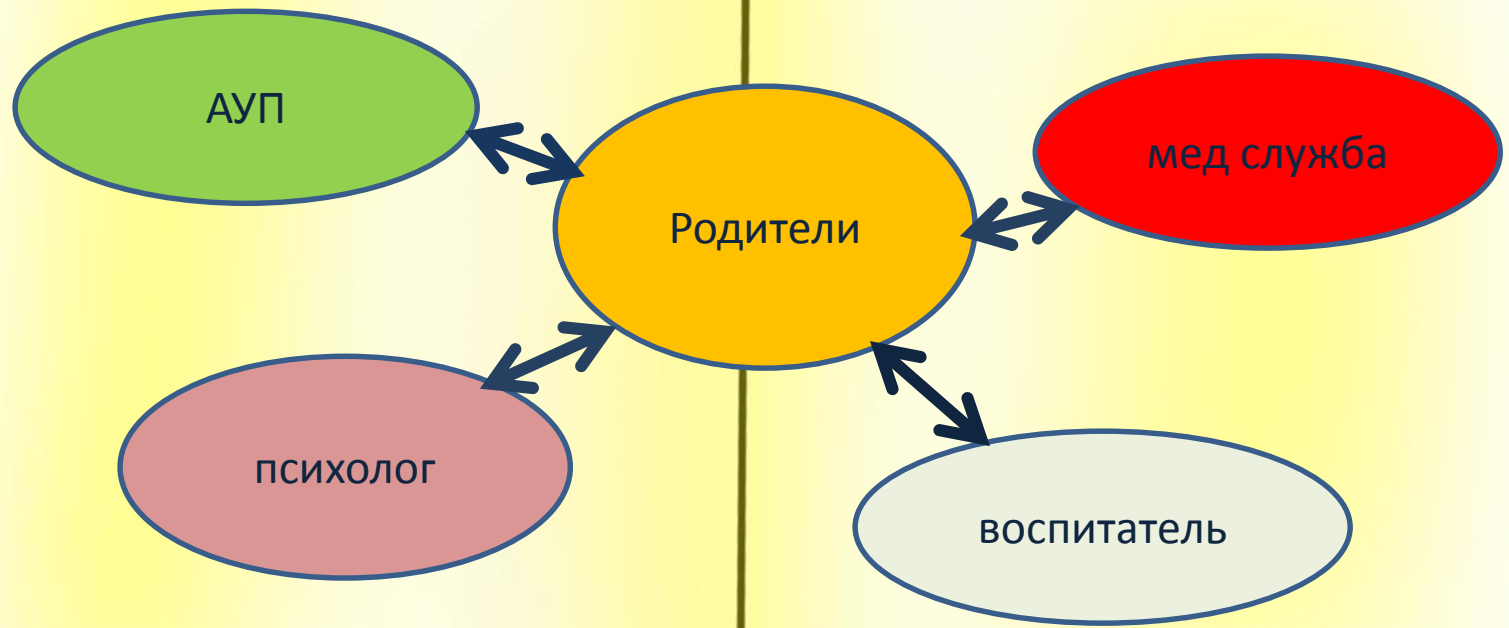 АУП
мед служба
Родители
психолог
воспитатель